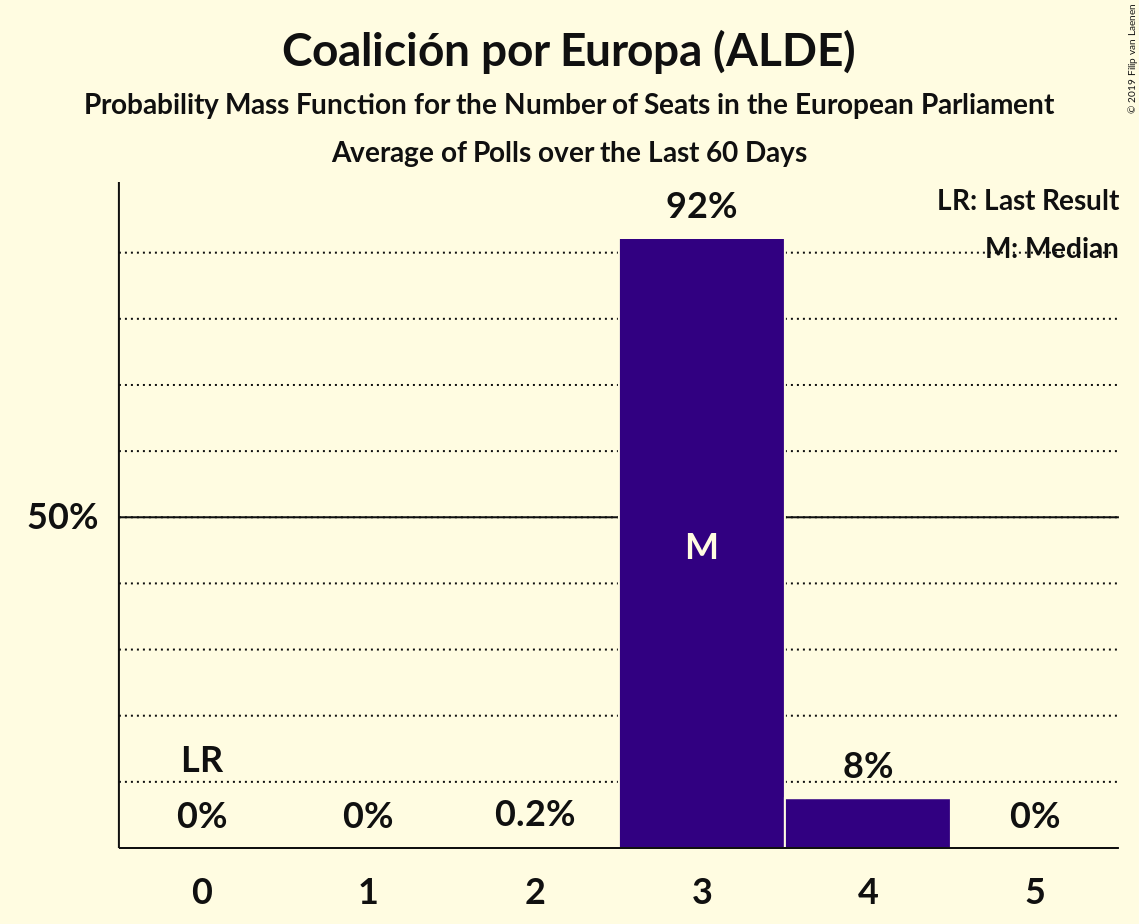 Coalición por Europa (ALDE)
Probability Mass Function for the Number of Seats in the European Parliament
Average of Polls over the Last 60 Days
© 2019 Filip van Laenen
LR: Last Result
M: Median
92%
50%
M
LR
8%
0%
0%
0.2%
0%
0
1
2
3
4
5